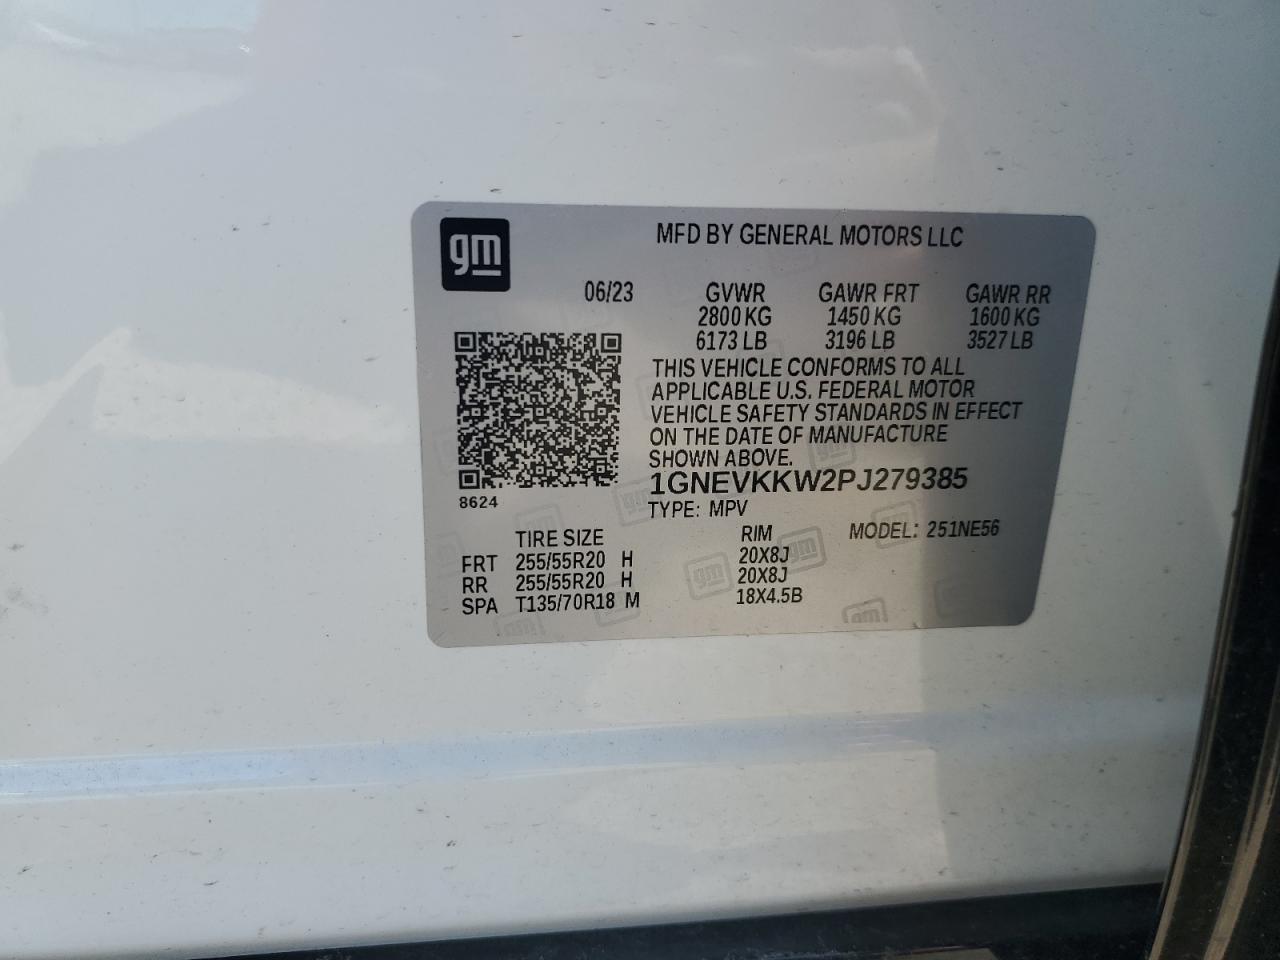 gm
MFD BY GENERAL MOTORS LLC
06/23 GVWR GAWR FRT GAWR RR
2800 KG 1450 KG 1600 KG
6173 LB 3196 LB 3527 LB
THIS VEHICLE CONFORMS TO ALL
APPLICABLE U.S. FEDERAL MOTOR
VEHICLE SAFETY STANDARDS IN EFFECT
ON THE DATE OF MANUFACTURE
SHOWN ABOVE.
1GNEVKKW2PJ279385
8624
TYPE: MPV
TIRE SIZE RIM MODEL: 251NE56
FRT 255/55R20 H 20X8J
RR 255/55R20 H 20X8J
SPA T135/70R18 M 18X4.5B